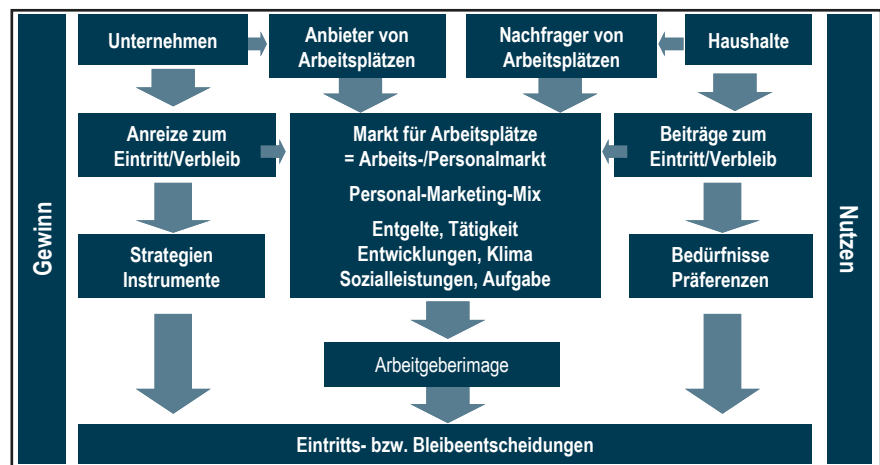 Gewinn
Unternehmen
Anbieter von
Arbeitsplätzen
Nachfrager von
Arbeitsplätzen
Haushalte
Anreize zum
Eintritt/Verbleib
Markt für Arbeitsplätze
= Arbeits-/Personalmarkt
Personal-Marketing-Mix
Entgelte, Tätigkeit
Entwicklungen, Klima
Sozialleistungen, Aufgabe
Beiträge zum
Eintritt/Verbleib
Strategien
Instrumente
Bedürfnisse
Präferenzen
Arbeitgeberimage
Eintritts- bzw. Bleibeentscheidungen
Nutzen